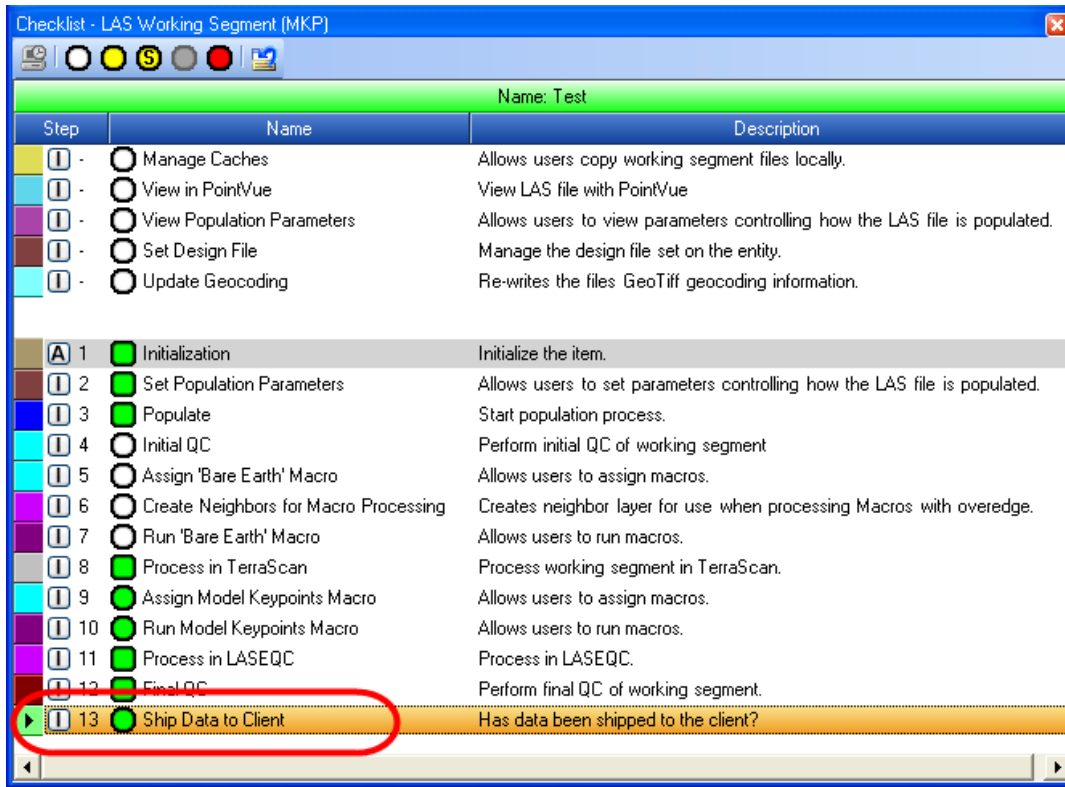 Checklist - LAS Working Segment (MKP)
S
Name: Test
Step Name Description
I - Manage Caches Allows users copy working segment files locally.
I - View in PointVue View LAS file with PointVue
I - View Population Parameters Allows users to view parameters controlling how the LAS file is populated.
I - Set Design File Manage the design file set on the entity.
I - Update Geocoding Re-writes the files GeoTiff geocoding information.
A 1 Initialization Initialize the item.
I 2 Set Population Parameters Allows users to set parameters controlling how the LAS file is populated.
I 3 Populate Start population process.
I 4 Initial QC Perform initial QC of working segment
I 5 Assign 'Bare Earth' Macro Allows users to assign macros.
I 6 Create Neighbors for Macro Processing Creates neighbor layer for use when processing Macros with overedge.
I 7 Run 'Bare Earth' Macro Allows users to run macros.
I 8 Process in TerraScan Process working segment in TerraScan.
I 9 Assign Model Keypoints Macro Allows users to assign macros.
I 10 Run Model Keypoints Macro Allows users to run macros.
I 11 Process in LASEQC Process in LASEQC.
I 12 Final QC Perform final QC of working segment.
I 13 Ship Data to Client Has data been shipped to the client?